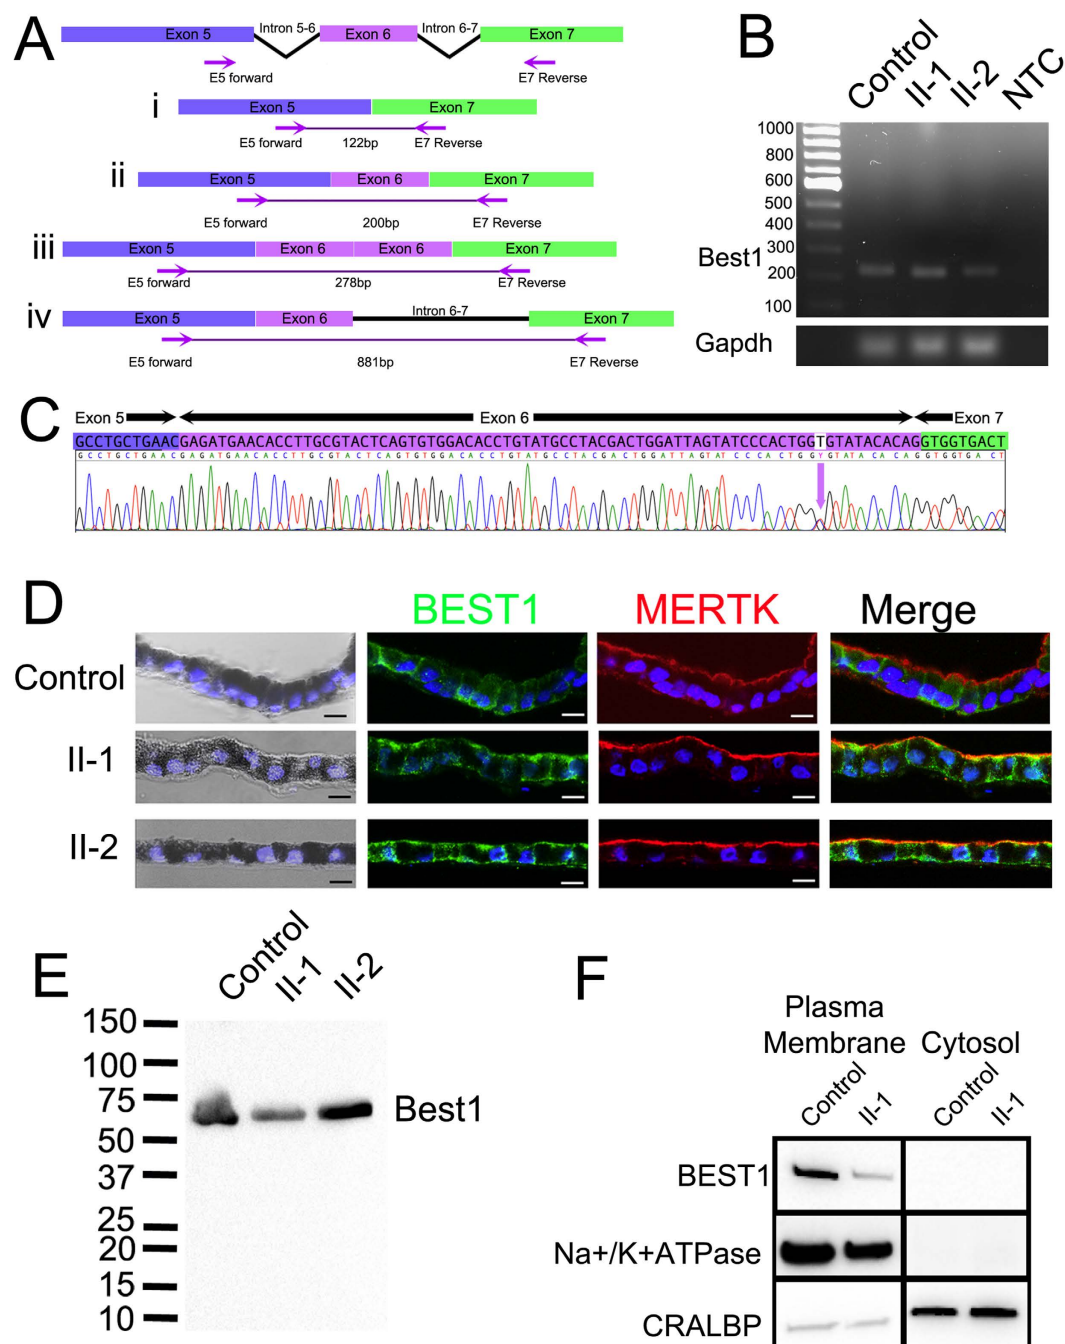 A
Exon 5 Intron 5-6 Exon 6 Intron 6-7 Exon 7
E5 forward E7 Reverse
i
Exon 5 Exon 7
E5 forward 122bp E7 Reverse
ii
Exon 5 Exon 6 Exon 7
E5 forward 200bp E7 Reverse
iii
Exon 5 Exon 6 Exon 6 Exon 7
E5 forward 278bp E7 Reverse
iv
Exon 5 Exon 6 Intron 6-7 Exon 7
E5 forward 881bp E7 Reverse
B
Control II-1 II-2 NTC
1000
800
600
500
400
300
Best1
200
100
Gapdh
C
Exon 5 Exon 6 Exon 7
GCCTGCTGAACGAGATGAACACCTTGCGTACTCAGTGTGGACACCTGTATGCCTACGACTGGATTAGTATCCCACTGGTGTATACACAGGTGGTGACT
GCCTGCTGAACGAGATGAACACCTTGCGTACTCAGTGTGGACACCTGTATGCCTACGACTGGATTAGTATCCCACTGGYGTATACACAGGTGGTGACT
D
BEST1 MERTK Merge
Control
II-1
II-2
E
Control II-1 II-2
150
100
75
Best1
50
37
25
20
15
10
F
Plasma
Membrane Cytosol
Control II-1 Control II-1
BEST1
Na+/K+ATPase
CRALBP